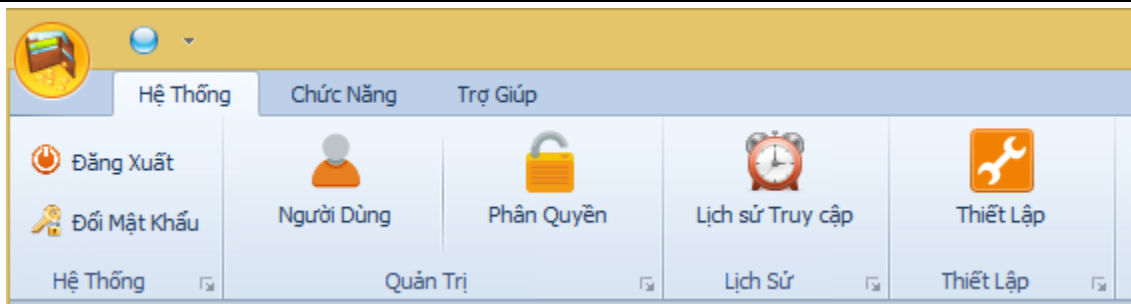 Hệ Thống Chức Năng Trợ Giúp
Đăng Xuất
Đổi Mật Khẩu
Hệ Thống
Người Dùng Phân Quyền
Quản Trị
Lịch sử Truy cập
Lịch Sử
Thiết Lập
Thiết Lập